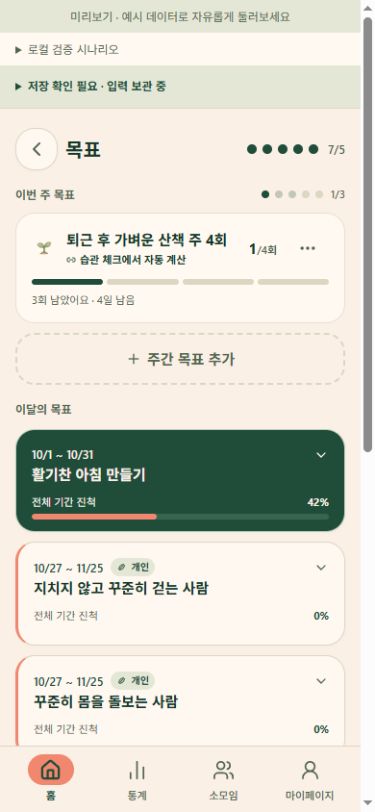 미리보기 · 예시 데이터로 자유롭게 둘러보세요
▶ 로컬 검증 시나리오
▶ 저장 확인 필요 · 입력 보관 중
목표
7/5
이번 주 목표
1/3
퇴근 후 가벼운 산책 주 4회
습관 체크에서 자동 계산
1/4회
3회 남았어요 · 4일 남음
+ 주간 목표 추가
이달의 목표
10/1 ~ 10/31
활기찬 아침 만들기
전체 기간 진척 42%
10/27 ~ 11/25 개인
지치지 않고 꾸준히 걷는 사람
전체 기간 진척 0%
10/27 ~ 11/25 개인
꾸준히 몸을 돌보는 사람
전체 기간 진척 0%
홈 통계 소모임 마이페이지